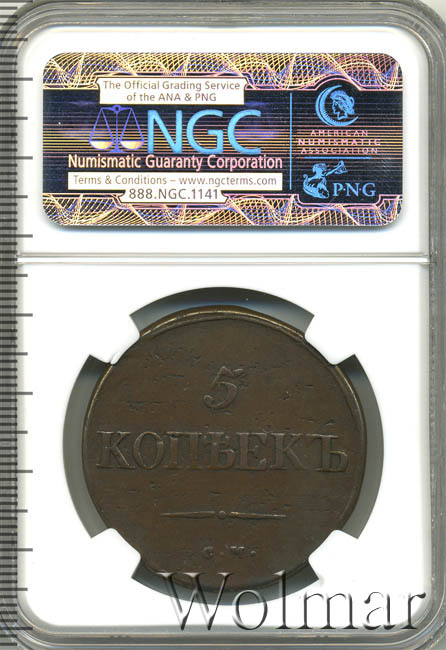 The Official Grading Service
of the ANA & PNG
NGC
Numismatic Guaranty Corporation
Terms & Conditions – www.ngcterms.com
888.NGC.1141
AMERICAN
NUMISMATIC
ASSOCIATION
P·N·G
5
КОПѢЕКЪ
С. М.
Wolmar